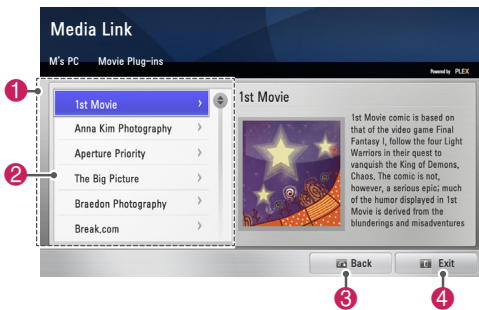 Media Link
M's PC Movie Plug-ins
Powered by PLEX
1
1st Movie
Anna Kim Photography
Aperture Priority
2
The Big Picture
Braedon Photography
Break.com
1st Movie
1st Movie comic is based on
that of the video game Final
Fantasy I, follow the four Light
Warriors in their quest to
vanquish the King of Demons,
Chaos. The comic is not,
however, a serious epic; much
of the humor displayed in 1st
Movie is derived from the
blunderings and misadventures
Back
Exit
3
4